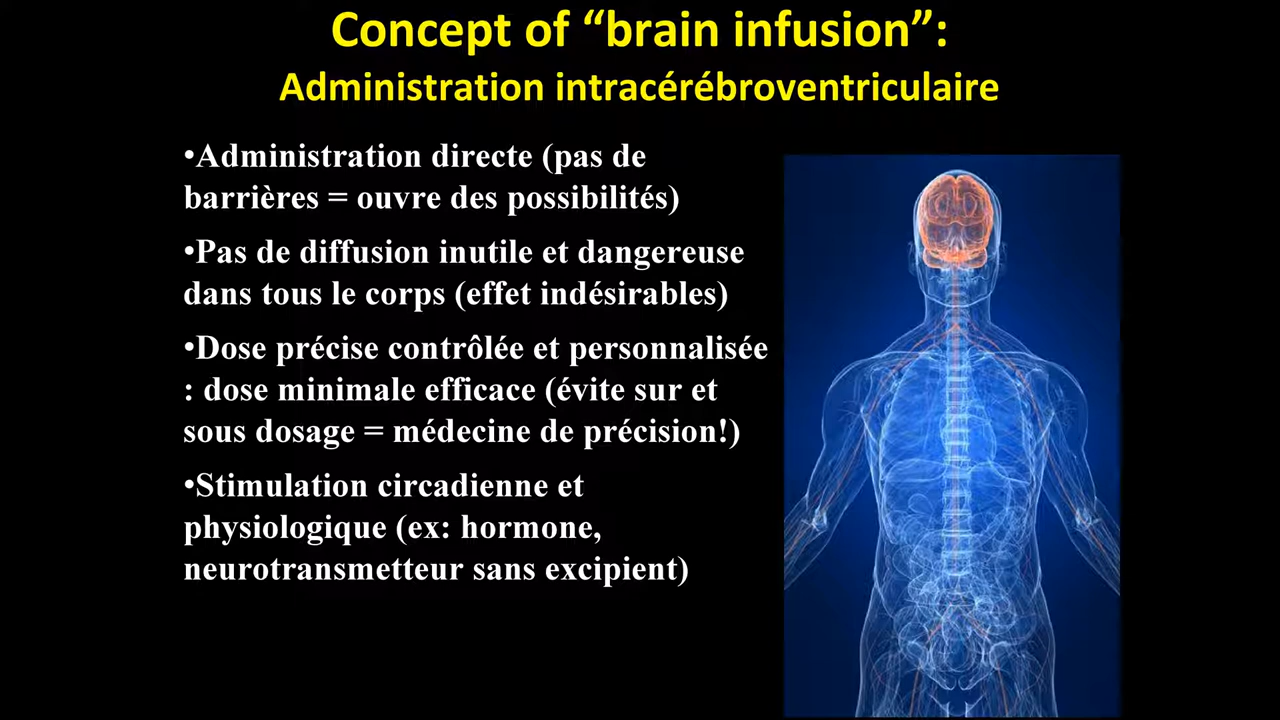 Concept of “brain infusion”:
Administration intracérébroventriculaire
•Administration directe (pas de
barrières = ouvre des possibilités)
•Pas de diffusion inutile et dangereuse
dans tous le corps (effet indésirables)
•Dose précise contrôlée et personnalisée
: dose minimale efficace (évite sur et
sous dosage = médecine de précision!)
•Stimulation circadienne et
physiologique (ex: hormone,
neurotransmetteur sans excipient)